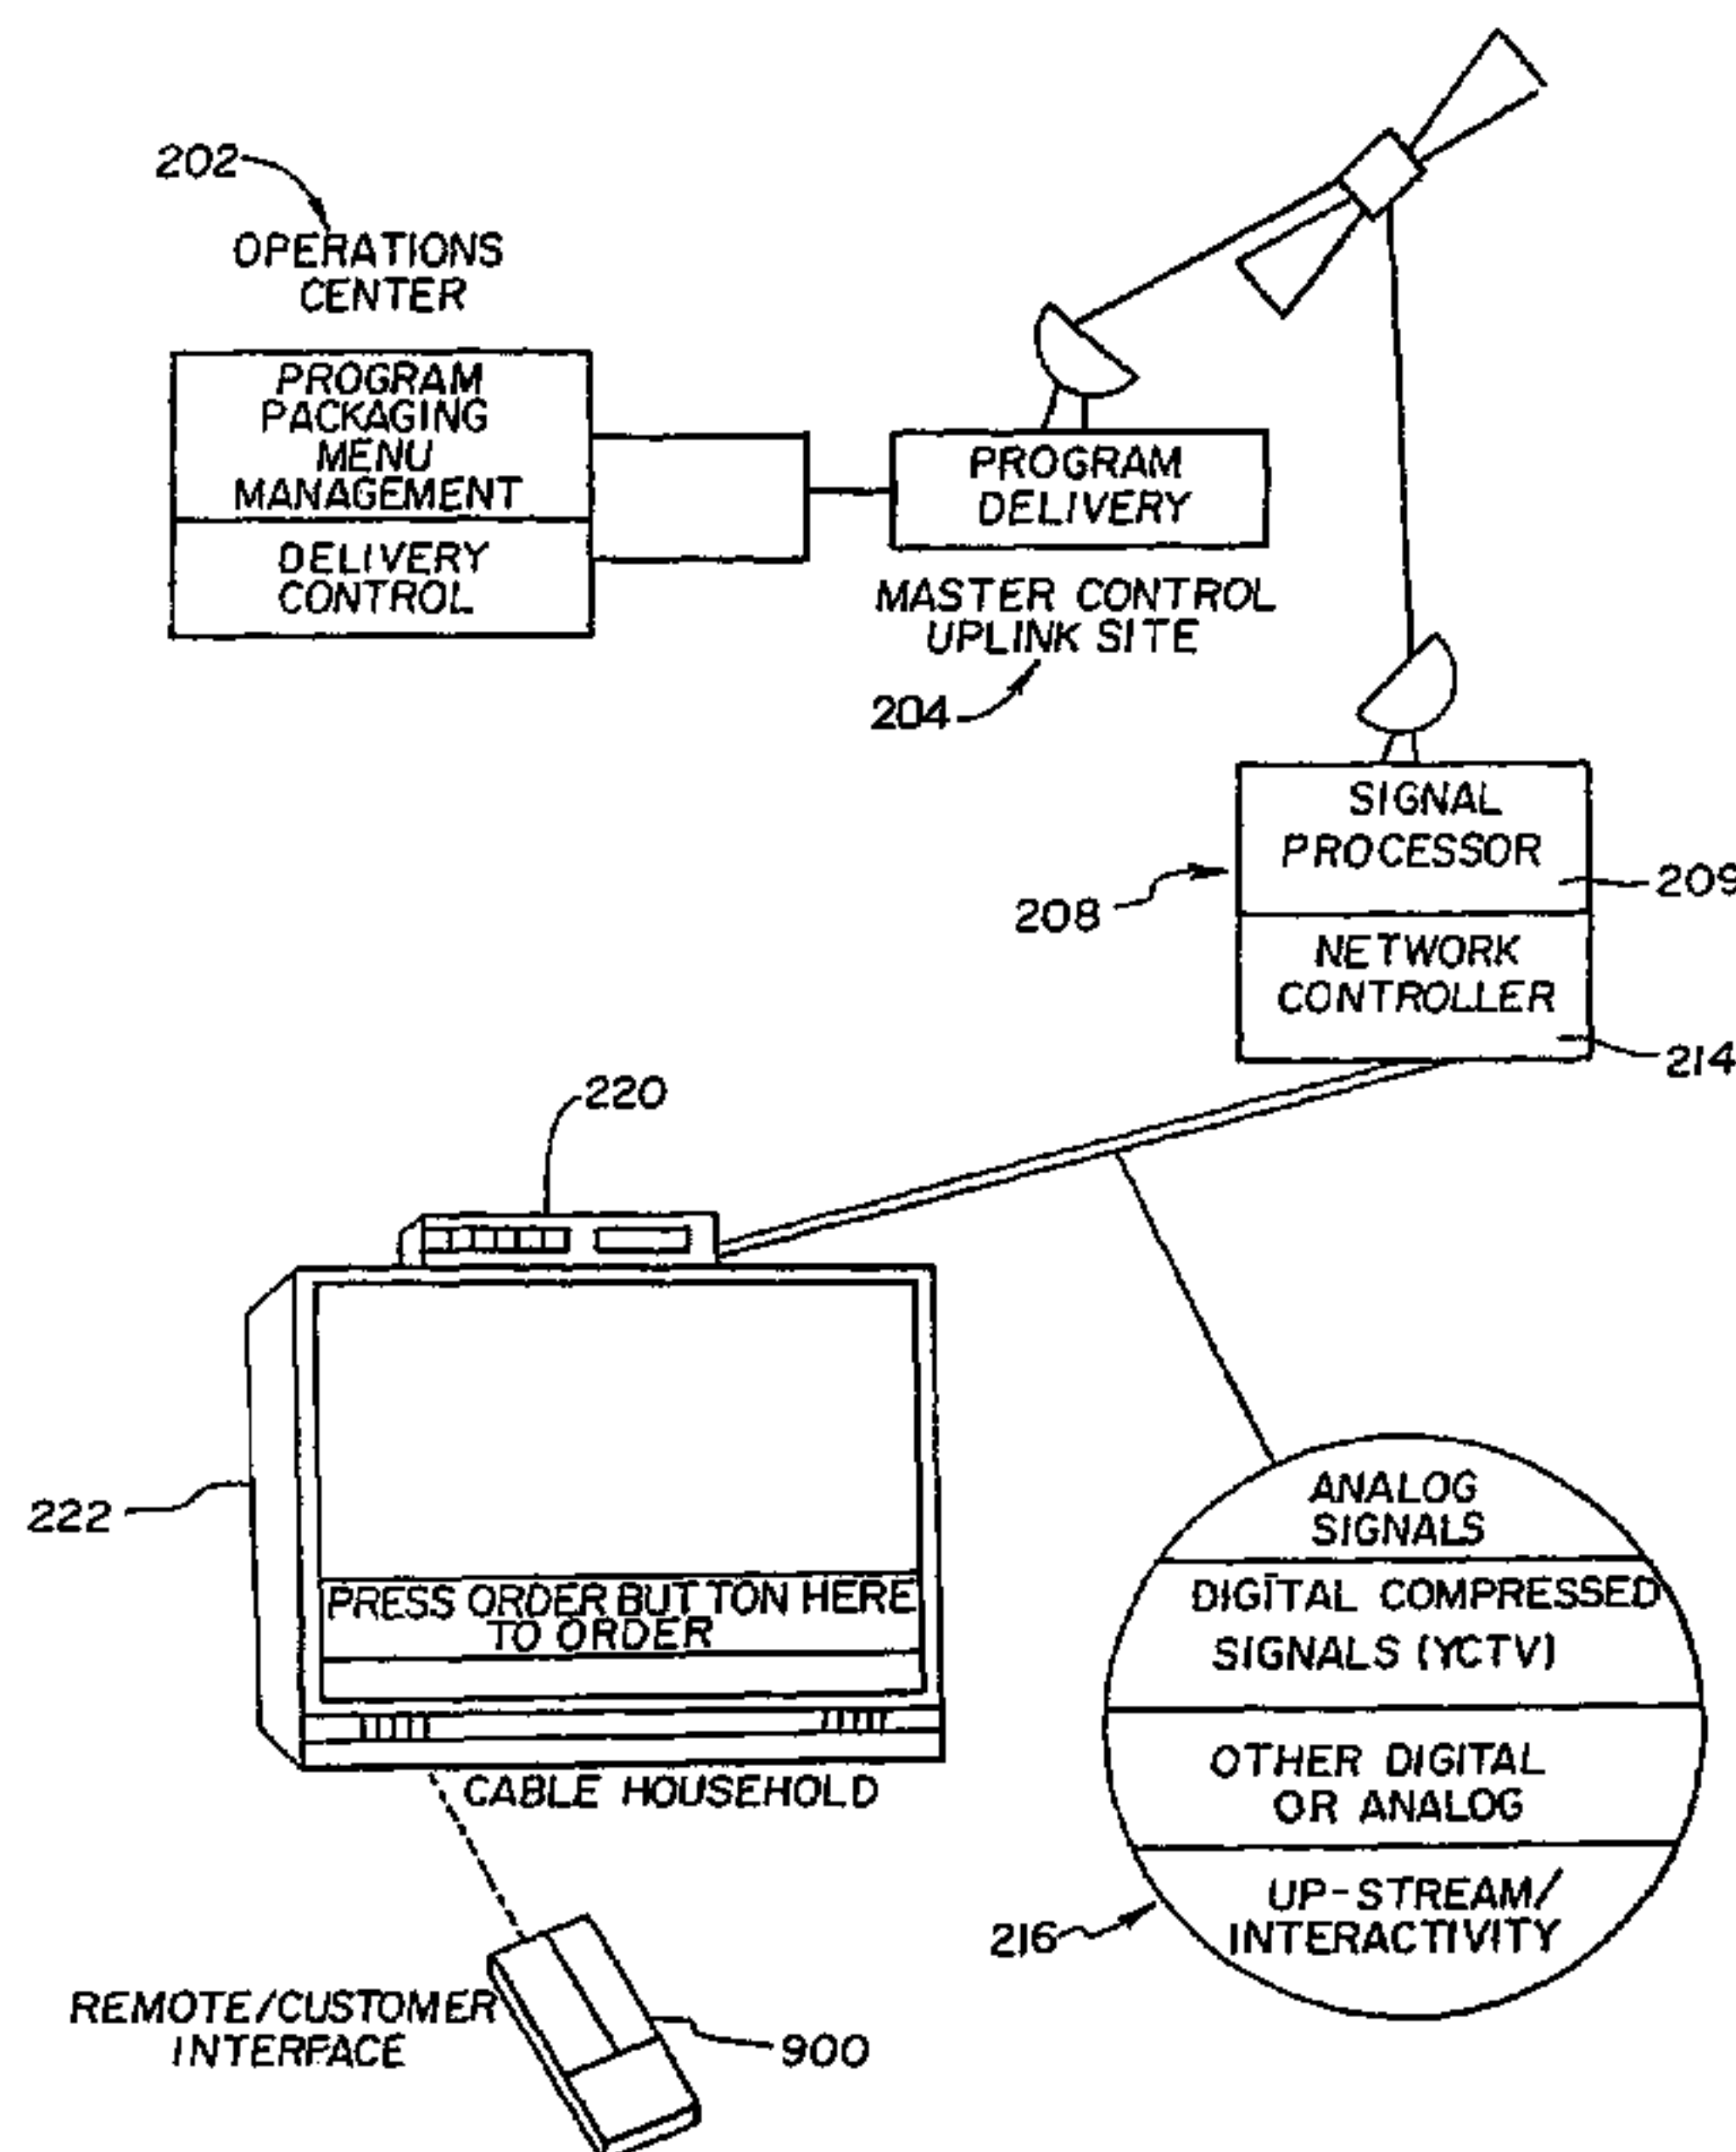 202
OPERATIONS
CENTER
PROGRAM
PACKAGING
MENU
MANAGEMENT
DELIVERY
CONTROL
PROGRAM
DELIVERY
MASTER CONTROL
UPLINK SITE
204
SIGNAL
PROCESSOR
209
208
NETWORK
CONTROLLER
214
220
222
PRESS ORDER BUTTON HERE
TO ORDER
CABLE HOUSEHOLD
ANALOG
SIGNALS
DIGITAL COMPRESSED
SIGNALS (YCTV)
OTHER DIGITAL
OR ANALOG
UP-STREAM/
INTERACTIVITY
216
REMOTE/CUSTOMER
INTERFACE
900